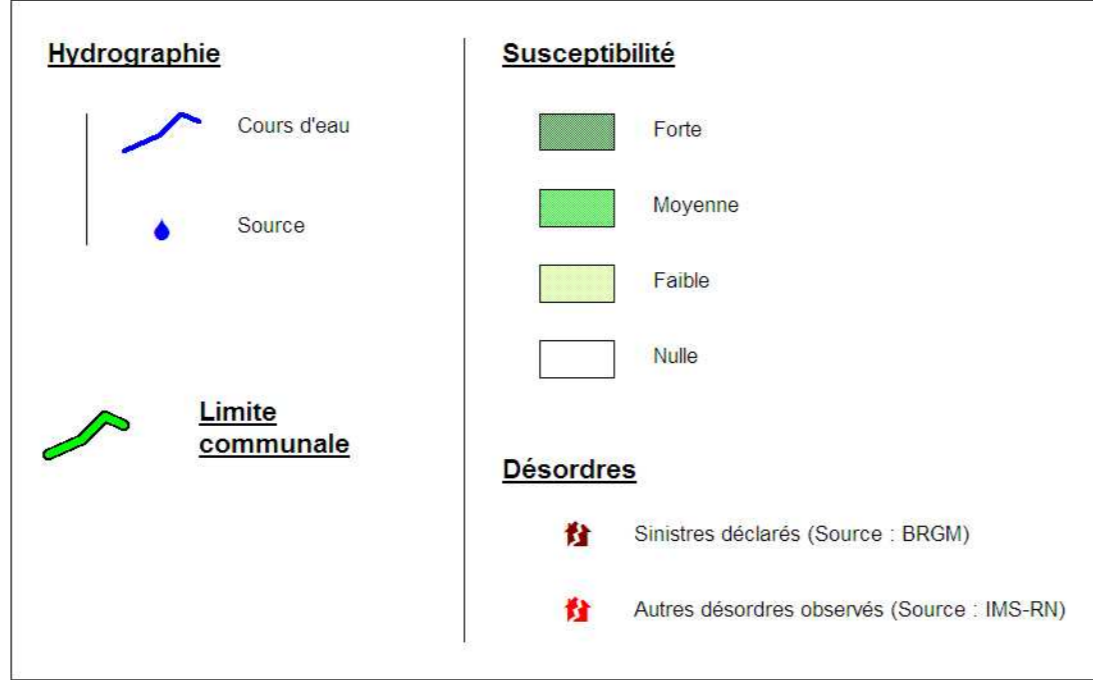 Hydrographie
Cours d'eau
Source
Limite
communale
Susceptibilité
Forte
Moyenne
Faible
Nulle
Désordres
Sinistres déclarés (Source : BRGM)
Autres désordres observés (Source : IMS-RN)